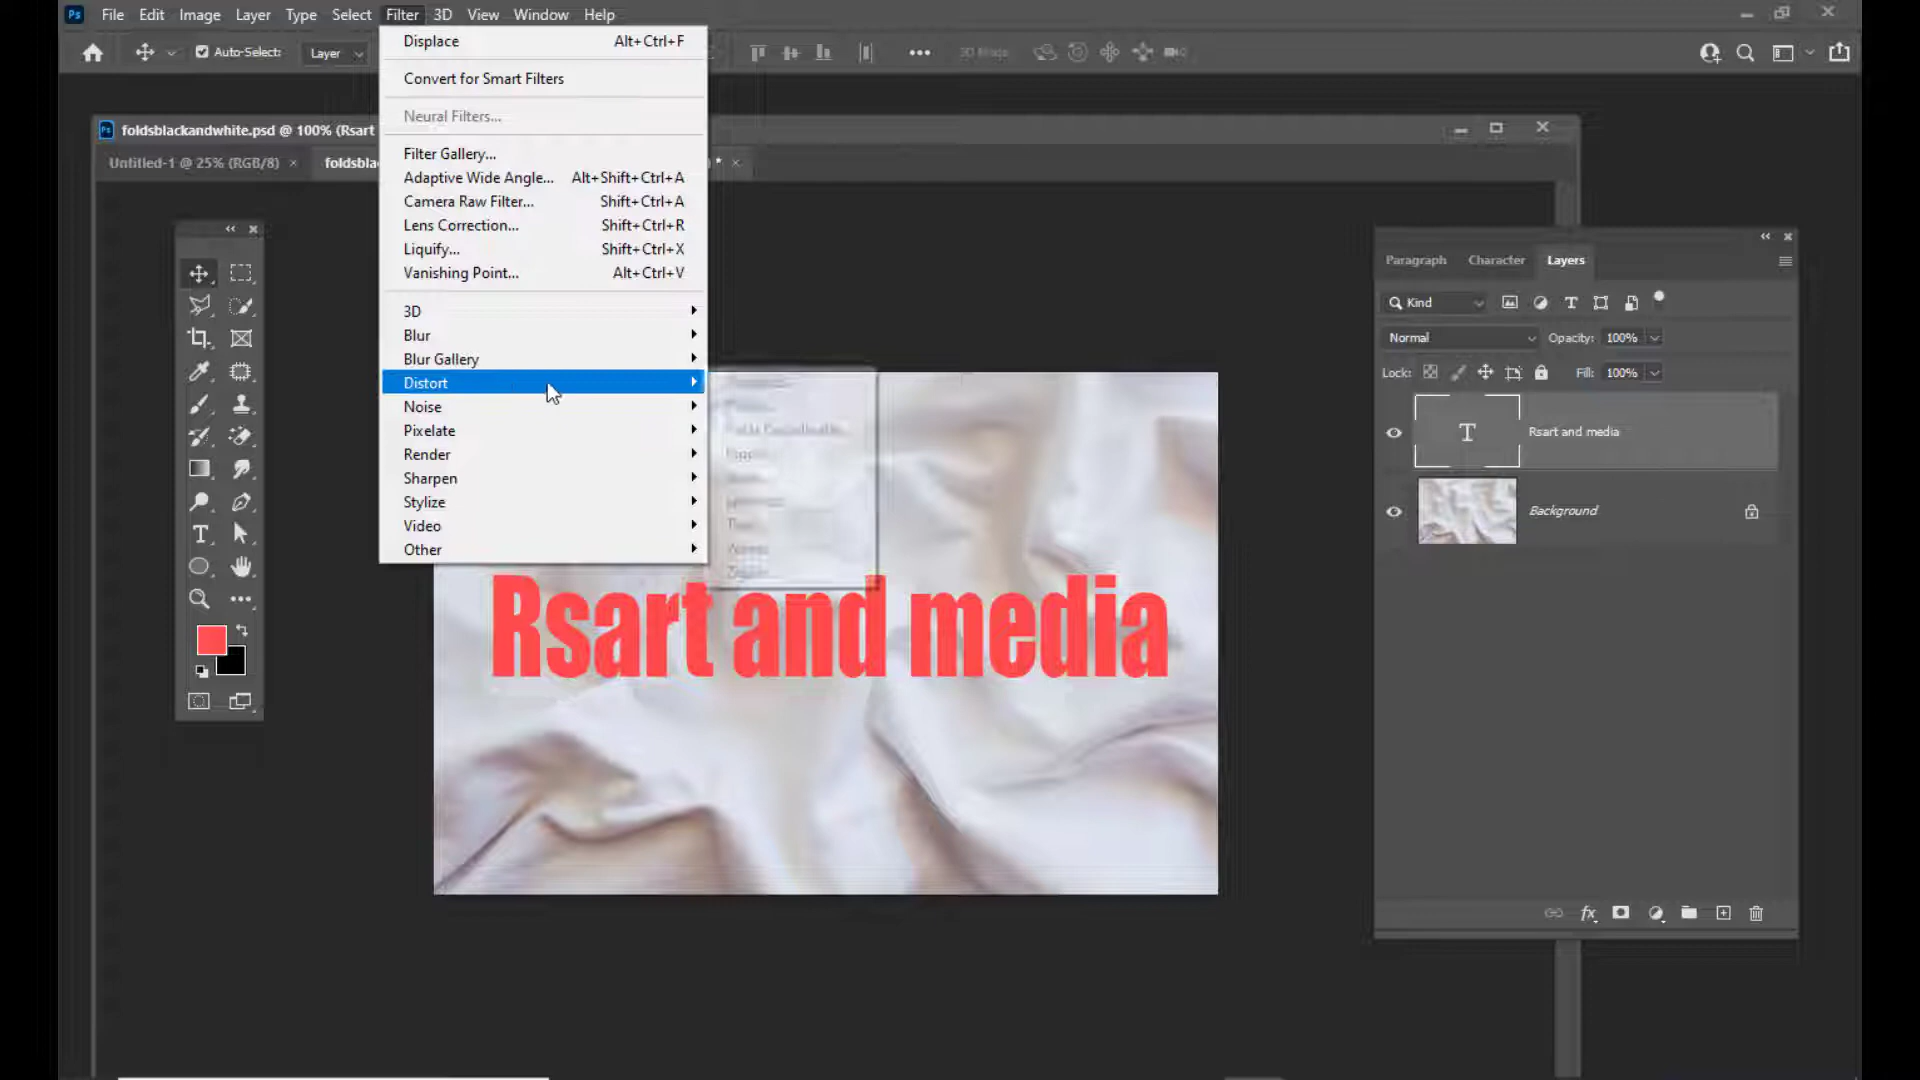 Ps File Edit Image Layer Type Select Filter 3D View Window Help
Auto-Select: Layer
Ps foldsblackandwhite.psd @ 100% (Rsart
Untitled-1 @ 25% (RGB/8) × foldsbla * ×
Displace Alt+Ctrl+F
Convert for Smart Filters
Neural Filters...
Filter Gallery...
Adaptive Wide Angle... Alt+Shift+Ctrl+A
Camera Raw Filter... Shift+Ctrl+A
Lens Correction... Shift+Ctrl+R
Liquify... Shift+Ctrl+X
Vanishing Point... Alt+Ctrl+V
3D
Blur
Blur Gallery
Distort
Noise
Pixelate
Render
Sharpen
Stylize
Video
Other
Rsart and media
Paragraph Character Layers
Kind
Normal Opacity: 100%
Lock: Fill: 100%
T Rsart and media
Background
fx